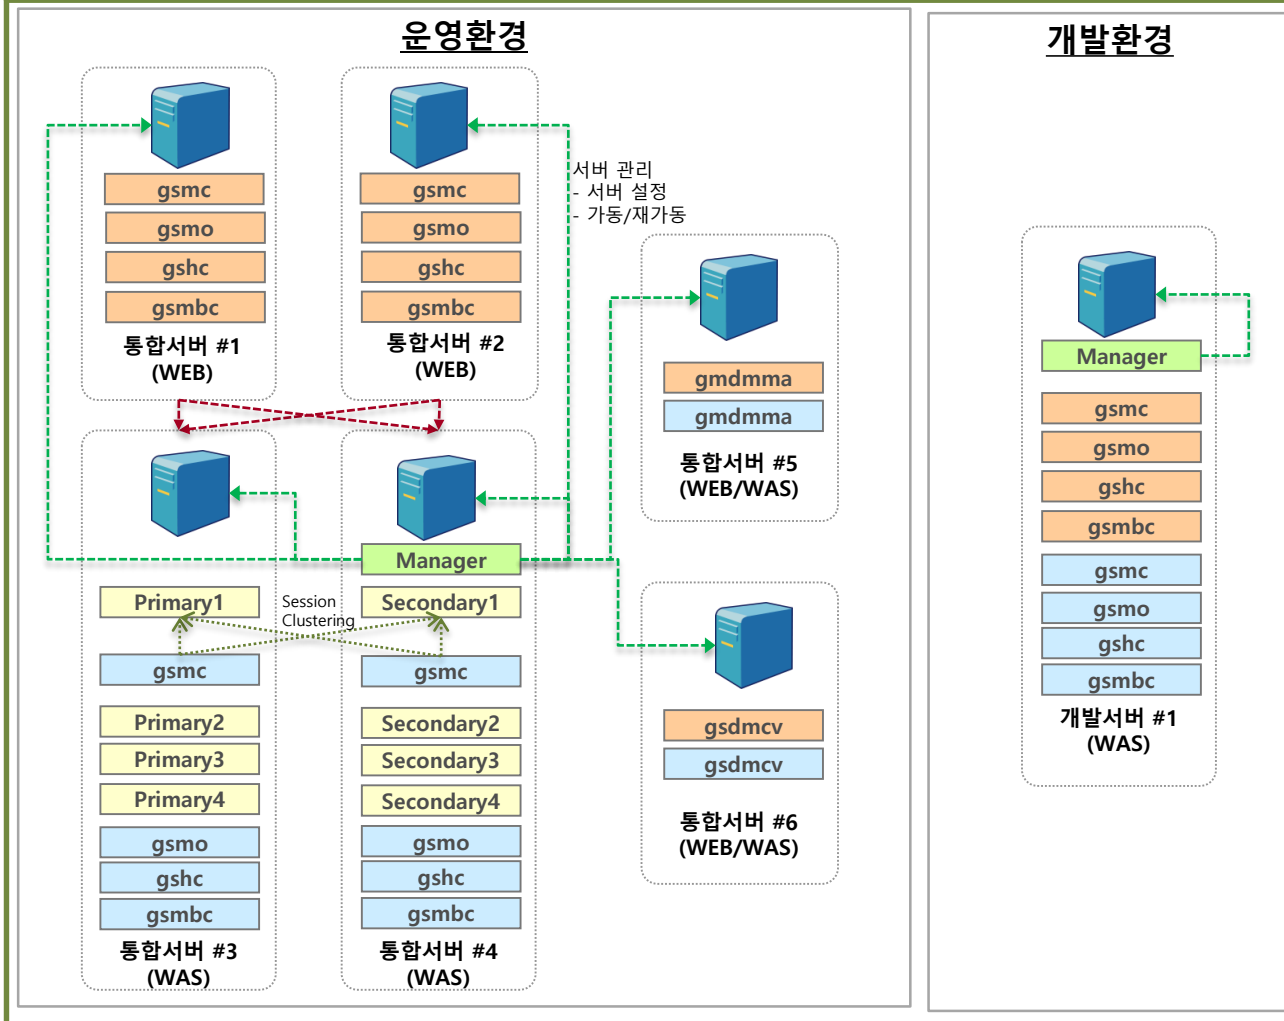 운영환경
gsmc
gsmo
gshc
gsmbc
통합서버 #1
(WEB)
gsmc
gsmo
gshc
gsmbc
통합서버 #2
(WEB)
서버 관리
- 서버 설정
- 가동/재가동
Primary1
gsmc
Primary2
Primary3
Primary4
gsmo
gshc
gsmbc
통합서버 #3
(WAS)
Session
Clustering
Manager
Secondary1
gsmc
Secondary2
Secondary3
Secondary4
gsmo
gshc
gsmbc
통합서버 #4
(WAS)
gmdmma
gmdmma
통합서버 #5
(WEB/WAS)
gsdmcv
gsdmcv
통합서버 #6
(WEB/WAS)
개발환경
Manager
gsmc
gsmo
gshc
gsmbc
gsmc
gsmo
gshc
gsmbc
개발서버 #1
(WAS)